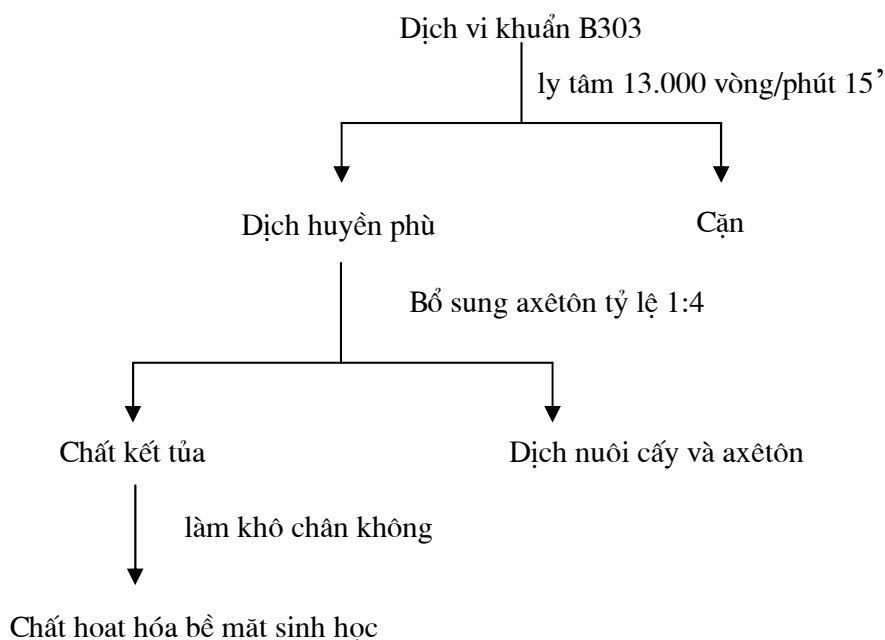 Dịch vi khuẩn B303
ly tâm 13.000 vòng/phút 15’
Dịch huyền phù
Cặn
Bổ sung axêtôn tỷ lệ 1:4
Chất kết tủa
Dịch nuôi cấy và axêtôn
làm khô chân không
Chất hoạt hóa bề mặt sinh học